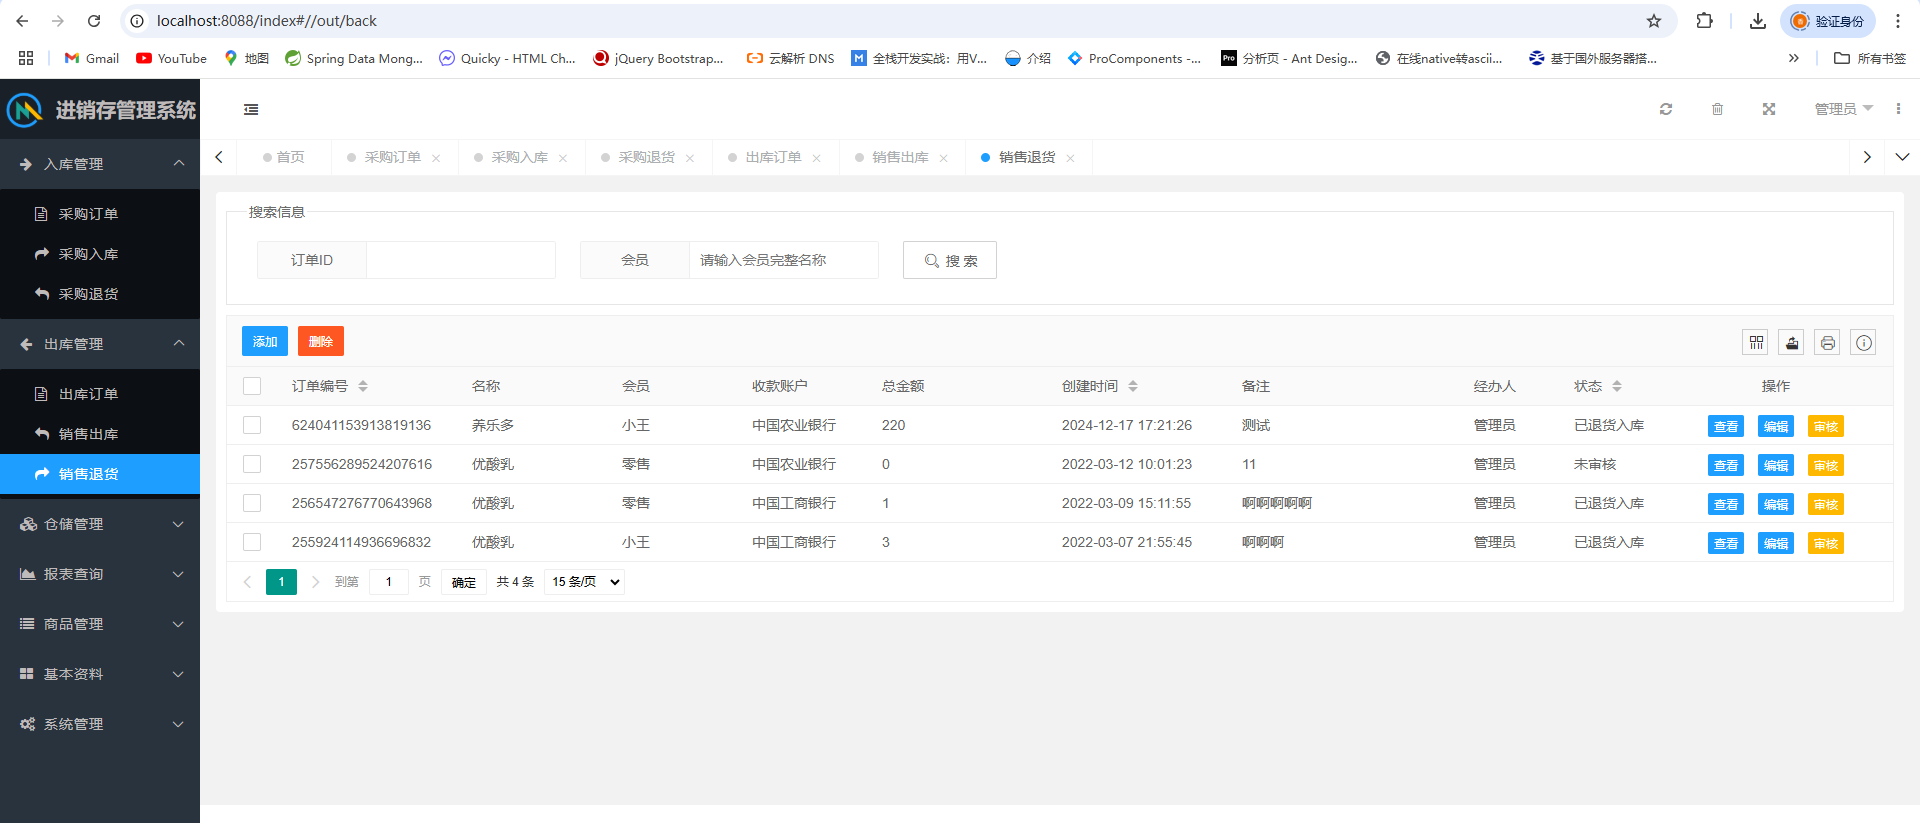 localhost:8088/index#//out/back
验证身份
Gmail
YouTube
地图
Spring Data Mong...
Quicky - HTML Ch...
jQuery Bootstrap...
云解析 DNS
全栈开发实战：用V...
介绍
ProComponents -...
Pro
分析页 - Ant Desig...
在线native转ascii...
基于国外服务器搭...
所有书签
进销存管理系统
管理员
首页
采购订单
采购入库
采购退货
出库订单
销售出库
销售退货
入库管理
采购订单
采购入库
采购退货
出库管理
出库订单
销售出库
销售退货
仓储管理
报表查询
商品管理
基本资料
系统管理
搜索信息
订单ID
会员 请输入会员完整名称
搜 索
添加 删除
订单编号 名称 会员 收款账户 总金额 创建时间 备注 经办人 状态 操作
624041153913819136 养乐多 小王 中国农业银行 220 2024-12-17 17:21:26 测试 管理员 已退货入库 查看 编辑 审核
257556289524207616 优酸乳 零售 中国农业银行 0 2022-03-12 10:01:23 11 管理员 未审核 查看 编辑 审核
256547276770643968 优酸乳 零售 中国工商银行 1 2022-03-09 15:11:55 啊啊啊啊啊 管理员 已退货入库 查看 编辑 审核
255924114936696832 优酸乳 小王 中国工商银行 3 2022-03-07 21:55:45 啊啊啊 管理员 已退货入库 查看 编辑 审核
1 到第 1 页 确定 共 4 条 15 条/页